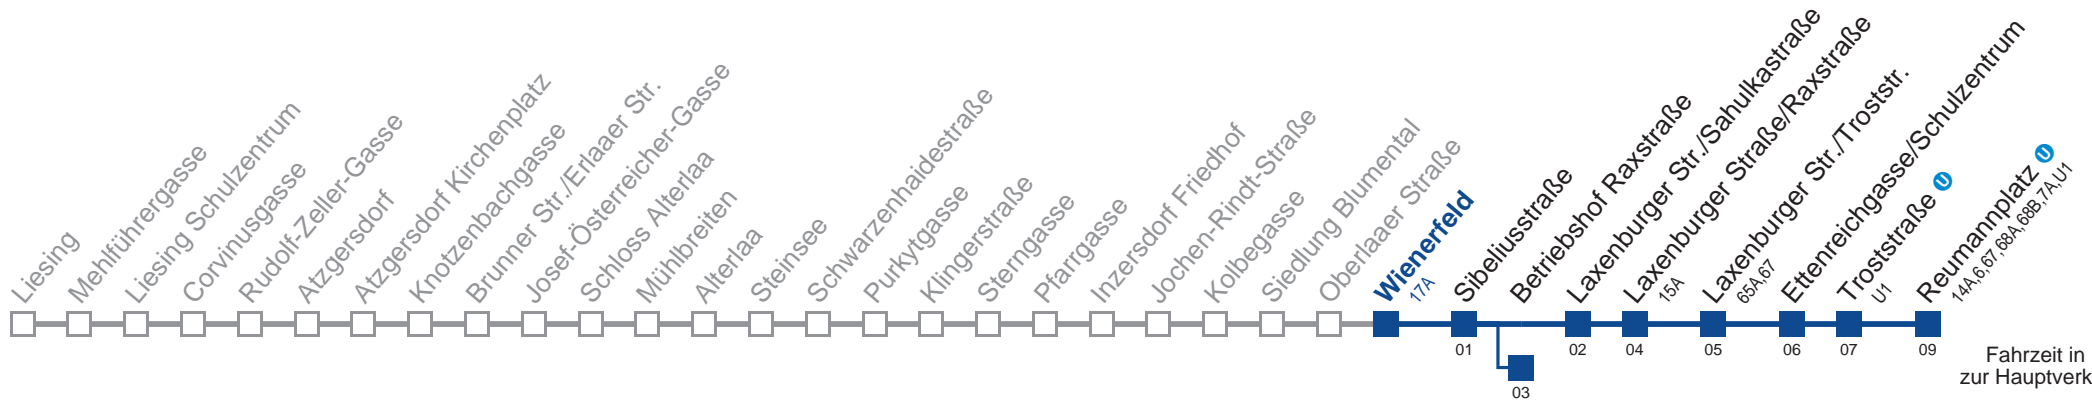 Liesing
Mehlführergasse
Liesing Schulzentrum
Corvinusgasse
Rudolf-Zeller-Gasse
Atzgersdorf
Atzgersdorf Kirchenplatz
Knotzenbachgasse
Brunner Str./Erlaaer Str.
Josef-Österreicher-Gasse
Schloss Alterlaa
Mühlbreiten
Alterlaa
Steinsee
Schwarzenhaidestraße
Purkytgasse
Klingerstraße
Sterngasse
Pfarrgasse
Inzersdorf Friedhof
Jochen-Rindt-Straße
Kolbegasse
Siedlung Blumental
Oberlaaer Straße
Wienerfeld
17A
Sibeliusstraße
Betriebshof Raxstraße
Laxenburger Str./Sahulkastraße
Laxenburger Straße/Raxstraße
15A
Laxenburger Str./Troststr.
65A,67
Ettenreichgasse/Schulzentrum
Troststraße U
U1
Reumannplatz U
14A,6,67,68A,68B,7A,U1
01
02
04
05
06
07
09
03
Fahrzeit in
zur Hauptverk